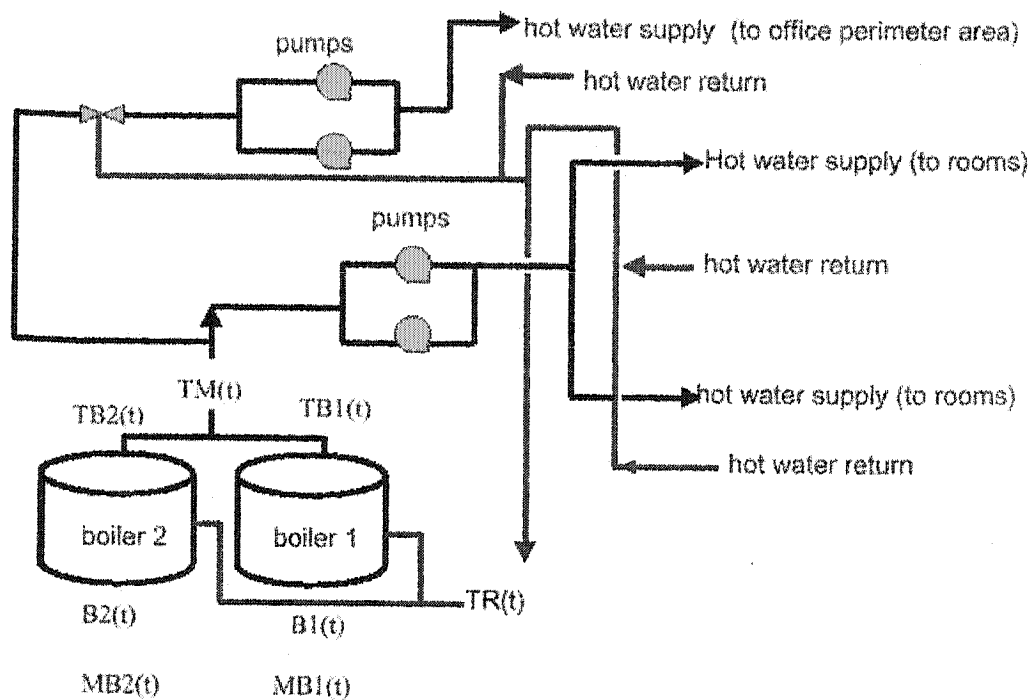 hot water supply (to office perimeter area)
pumps
hot water return
Hot water supply (to rooms)
pumps
hot water return
TM(t)
TB2(t)
TB1(t)
hot water supply (to rooms)
hot water return
boiler 2
boiler 1
TR(t)
B2(t)
B1(t)
MB2(t)
MB1(t)